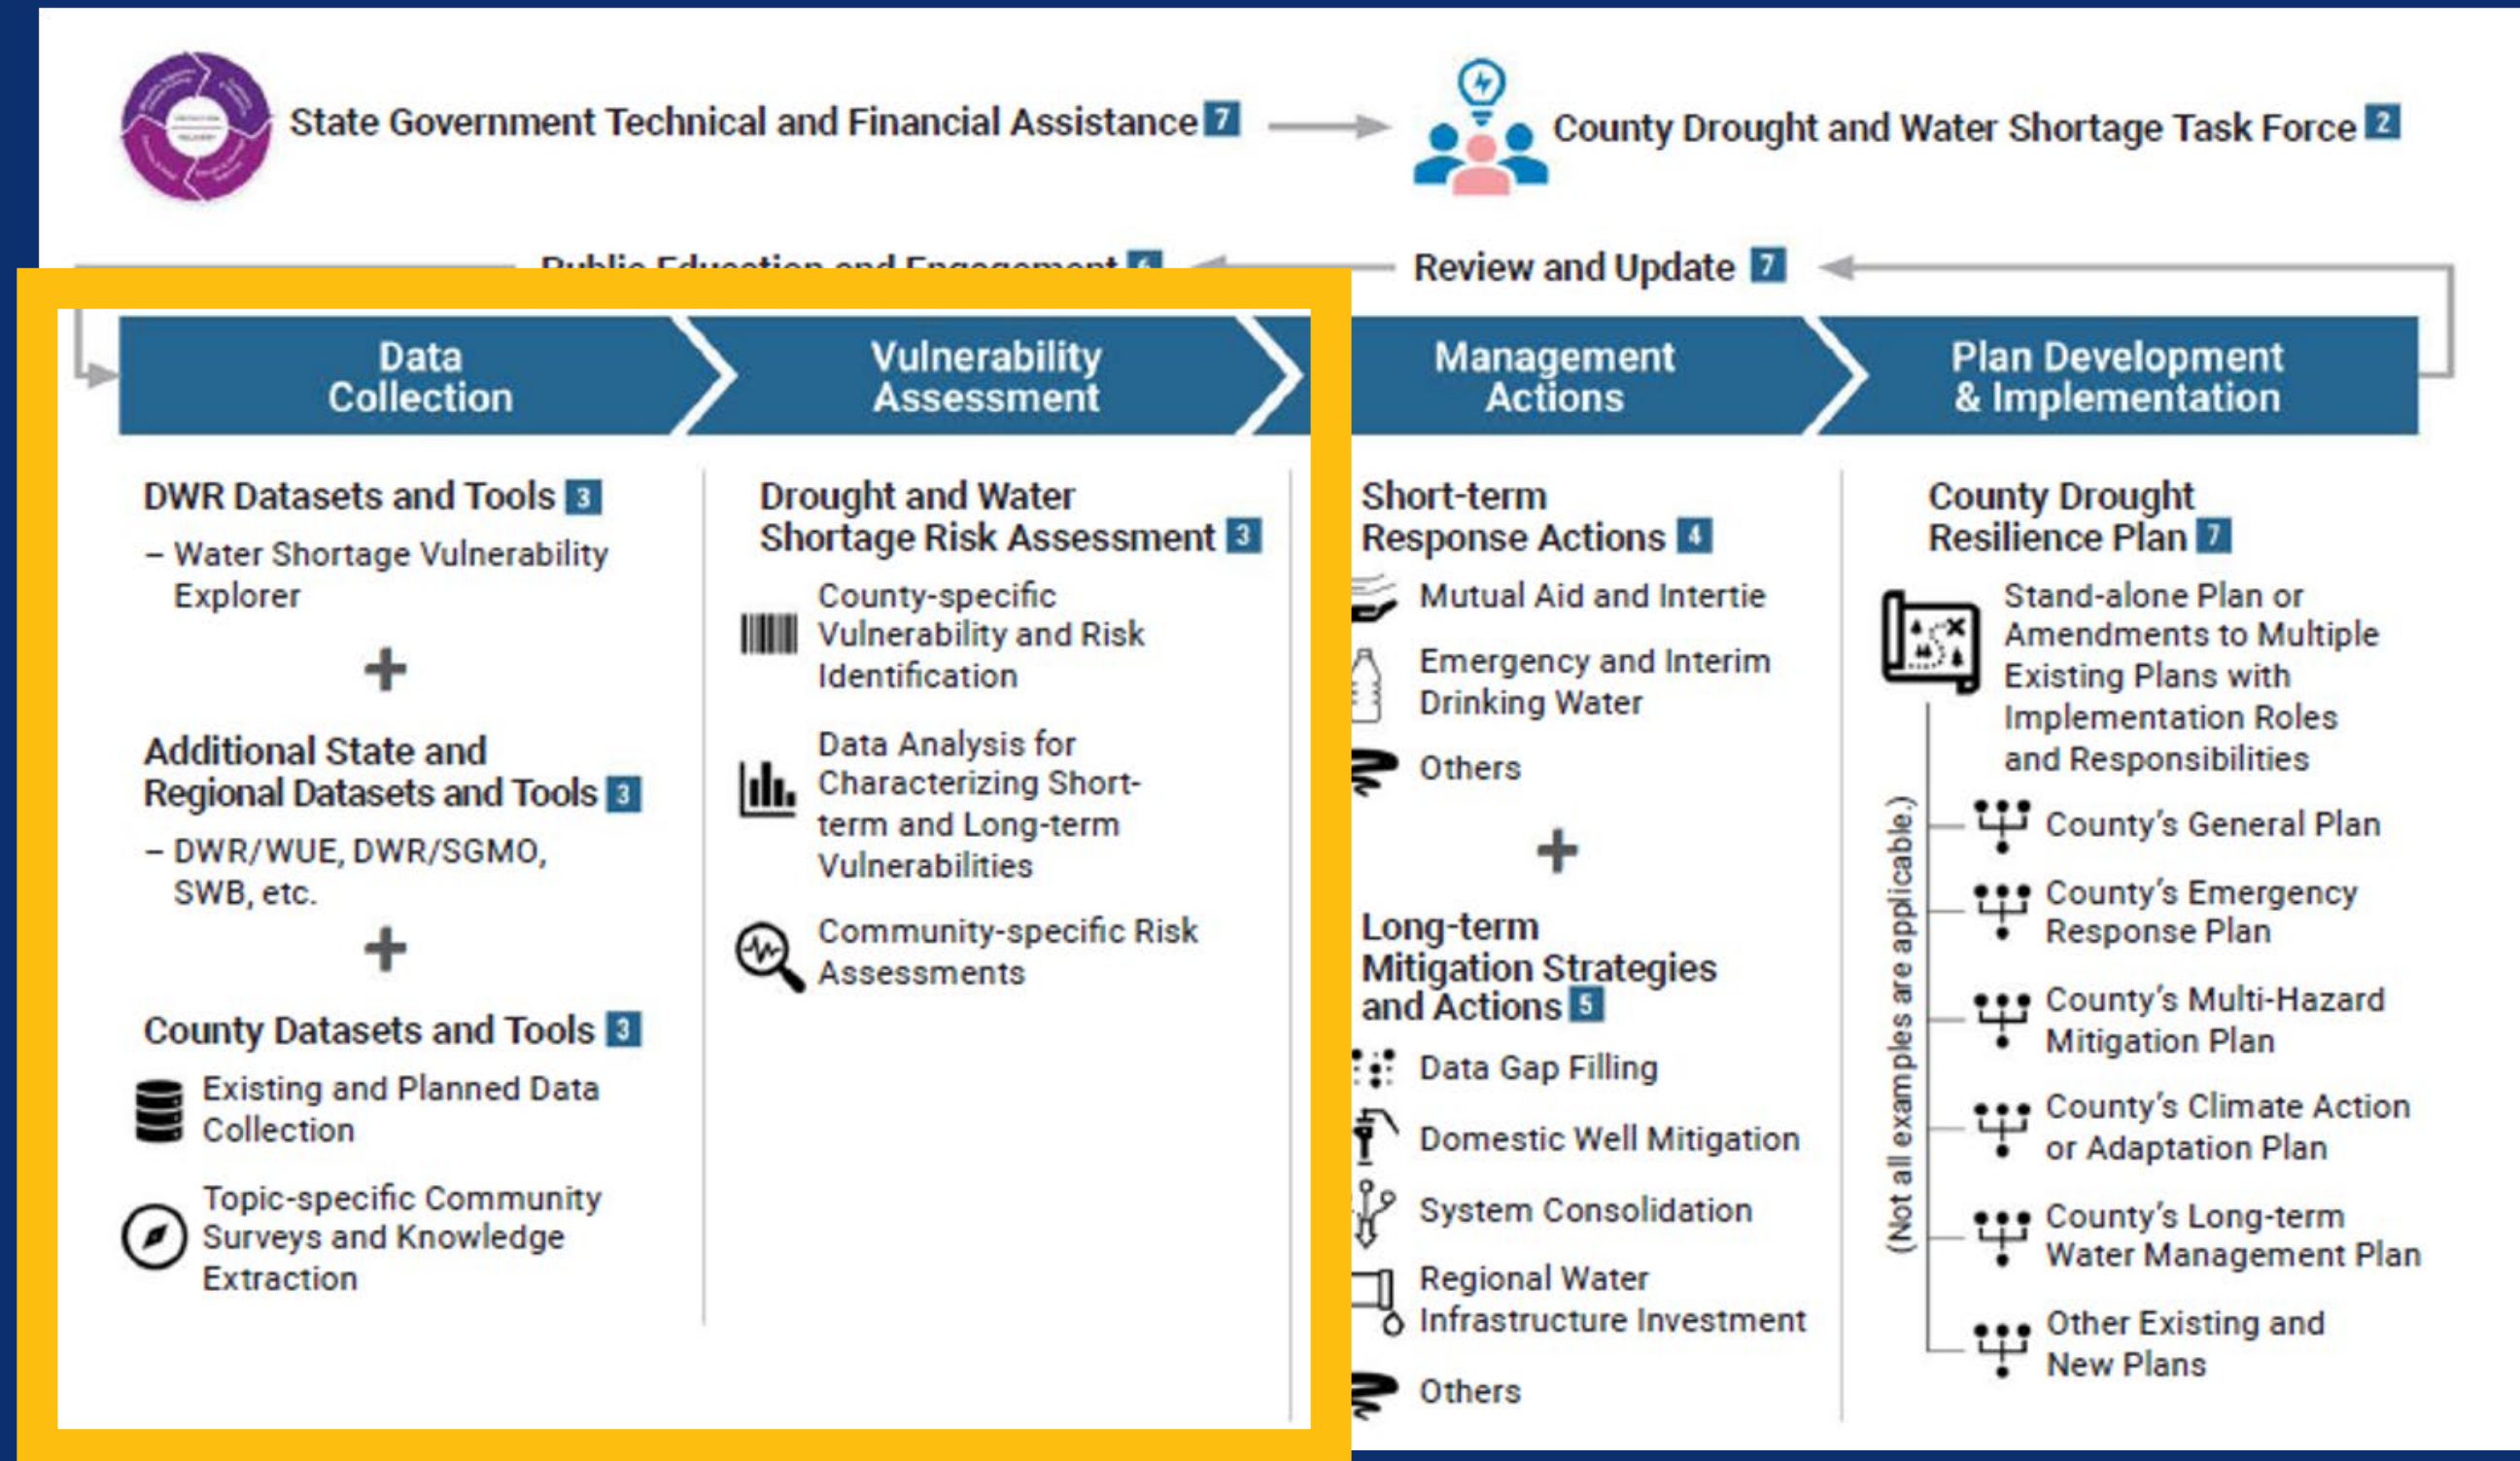 State Government Technical and Financial Assistance 7
County Drought and Water Shortage Task Force 2
Public Education and Engagement 6
Review and Update 7
Data
Collection
Vulnerability
Assessment
Management
Actions
Plan Development
& Implementation
DWR Datasets and Tools 3
– Water Shortage Vulnerability
Explorer
+
Additional State and
Regional Datasets and Tools 3
– DWR/WUE, DWR/SGMO,
SWB, etc.
+
County Datasets and Tools 3
Existing and Planned Data
Collection
Topic-specific Community
Surveys and Knowledge
Extraction
Drought and Water
Shortage Risk Assessment 3
County-specific
Vulnerability and Risk
Identification
Data Analysis for
Characterizing Short-
term and Long-term
Vulnerabilities
Community-specific Risk
Assessments
Short-term
Response Actions 4
Mutual Aid and Intertie
Emergency and Interim
Drinking Water
Others
+
Long-term
Mitigation Strategies
and Actions 5
Data Gap Filling
Domestic Well Mitigation
System Consolidation
Regional Water
Infrastructure Investment
Others
County Drought
Resilience Plan 7
Stand-alone Plan or
Amendments to Multiple
Existing Plans with
Implementation Roles
and Responsibilities
(Not all examples are applicable.)
County's General Plan
County's Emergency
Response Plan
County's Multi-Hazard
Mitigation Plan
County's Climate Action
or Adaptation Plan
County's Long-term
Water Management Plan
Other Existing and
New Plans